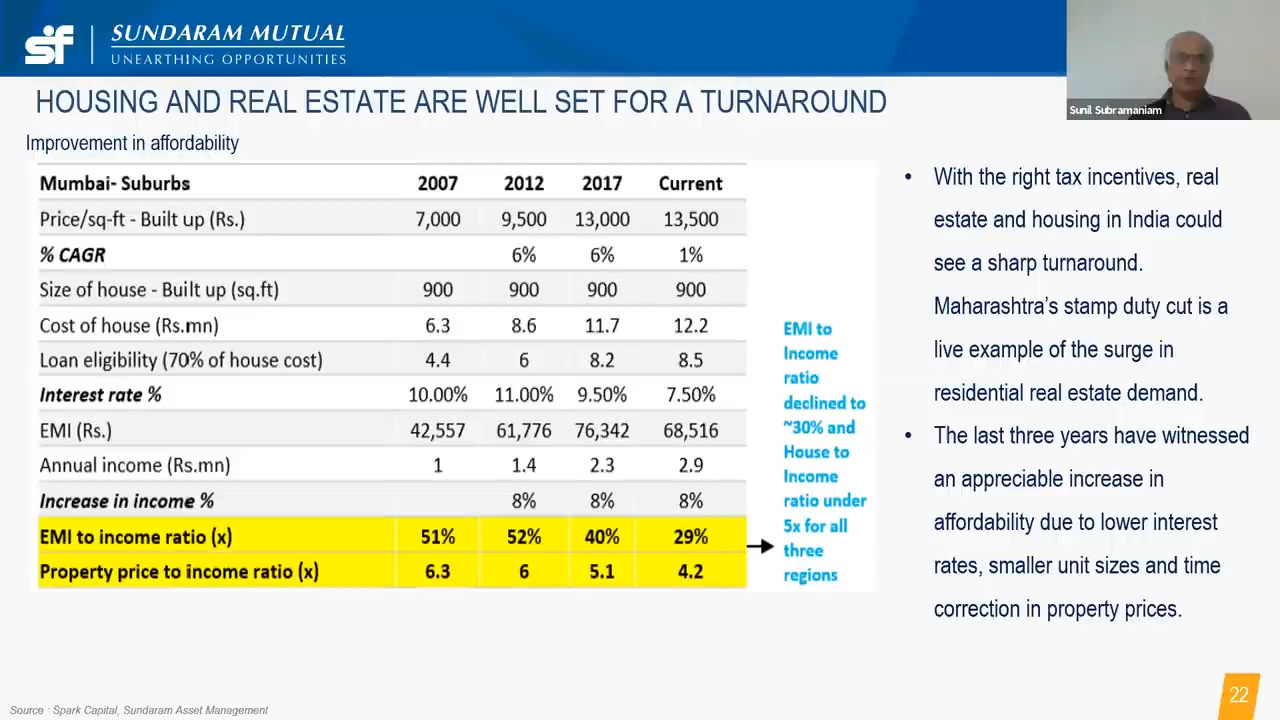 SUNDARAM MUTUAL
UNEARTHING OPPORTUNITIES
Sunil Subramaniam
HOUSING AND REAL ESTATE ARE WELL SET FOR A TURNAROUND
Improvement in affordability
Mumbai- Suburbs 2007 2012 2017 Current
Price/sq-ft - Built up (Rs.) 7,000 9,500 13,000 13,500
% CAGR 6% 6% 1%
Size of house - Built up (sq.ft) 900 900 900 900
Cost of house (Rs.mn) 6.3 8.6 11.7 12.2
Loan eligibility (70% of house cost) 4.4 6 8.2 8.5
Interest rate % 10.00% 11.00% 9.50% 7.50%
EMI (Rs.) 42,557 61,776 76,342 68,516
Annual income (Rs.mn) 1 1.4 2.3 2.9
Increase in income % 8% 8% 8%
EMI to income ratio (x) 51% 52% 40% 29%
Property price to income ratio (x) 6.3 6 5.1 4.2
EMI to
Income
ratio
declined to
~30% and
House to
Income
ratio under
5x for all
three
regions
• With the right tax incentives, real
estate and housing in India could
see a sharp turnaround.
Maharashtra's stamp duty cut is a
live example of the surge in
residential real estate demand.
• The last three years have witnessed
an appreciable increase in
affordability due to lower interest
rates, smaller unit sizes and time
correction in property prices.
Source : Spark Capital, Sundaram Asset Management
22